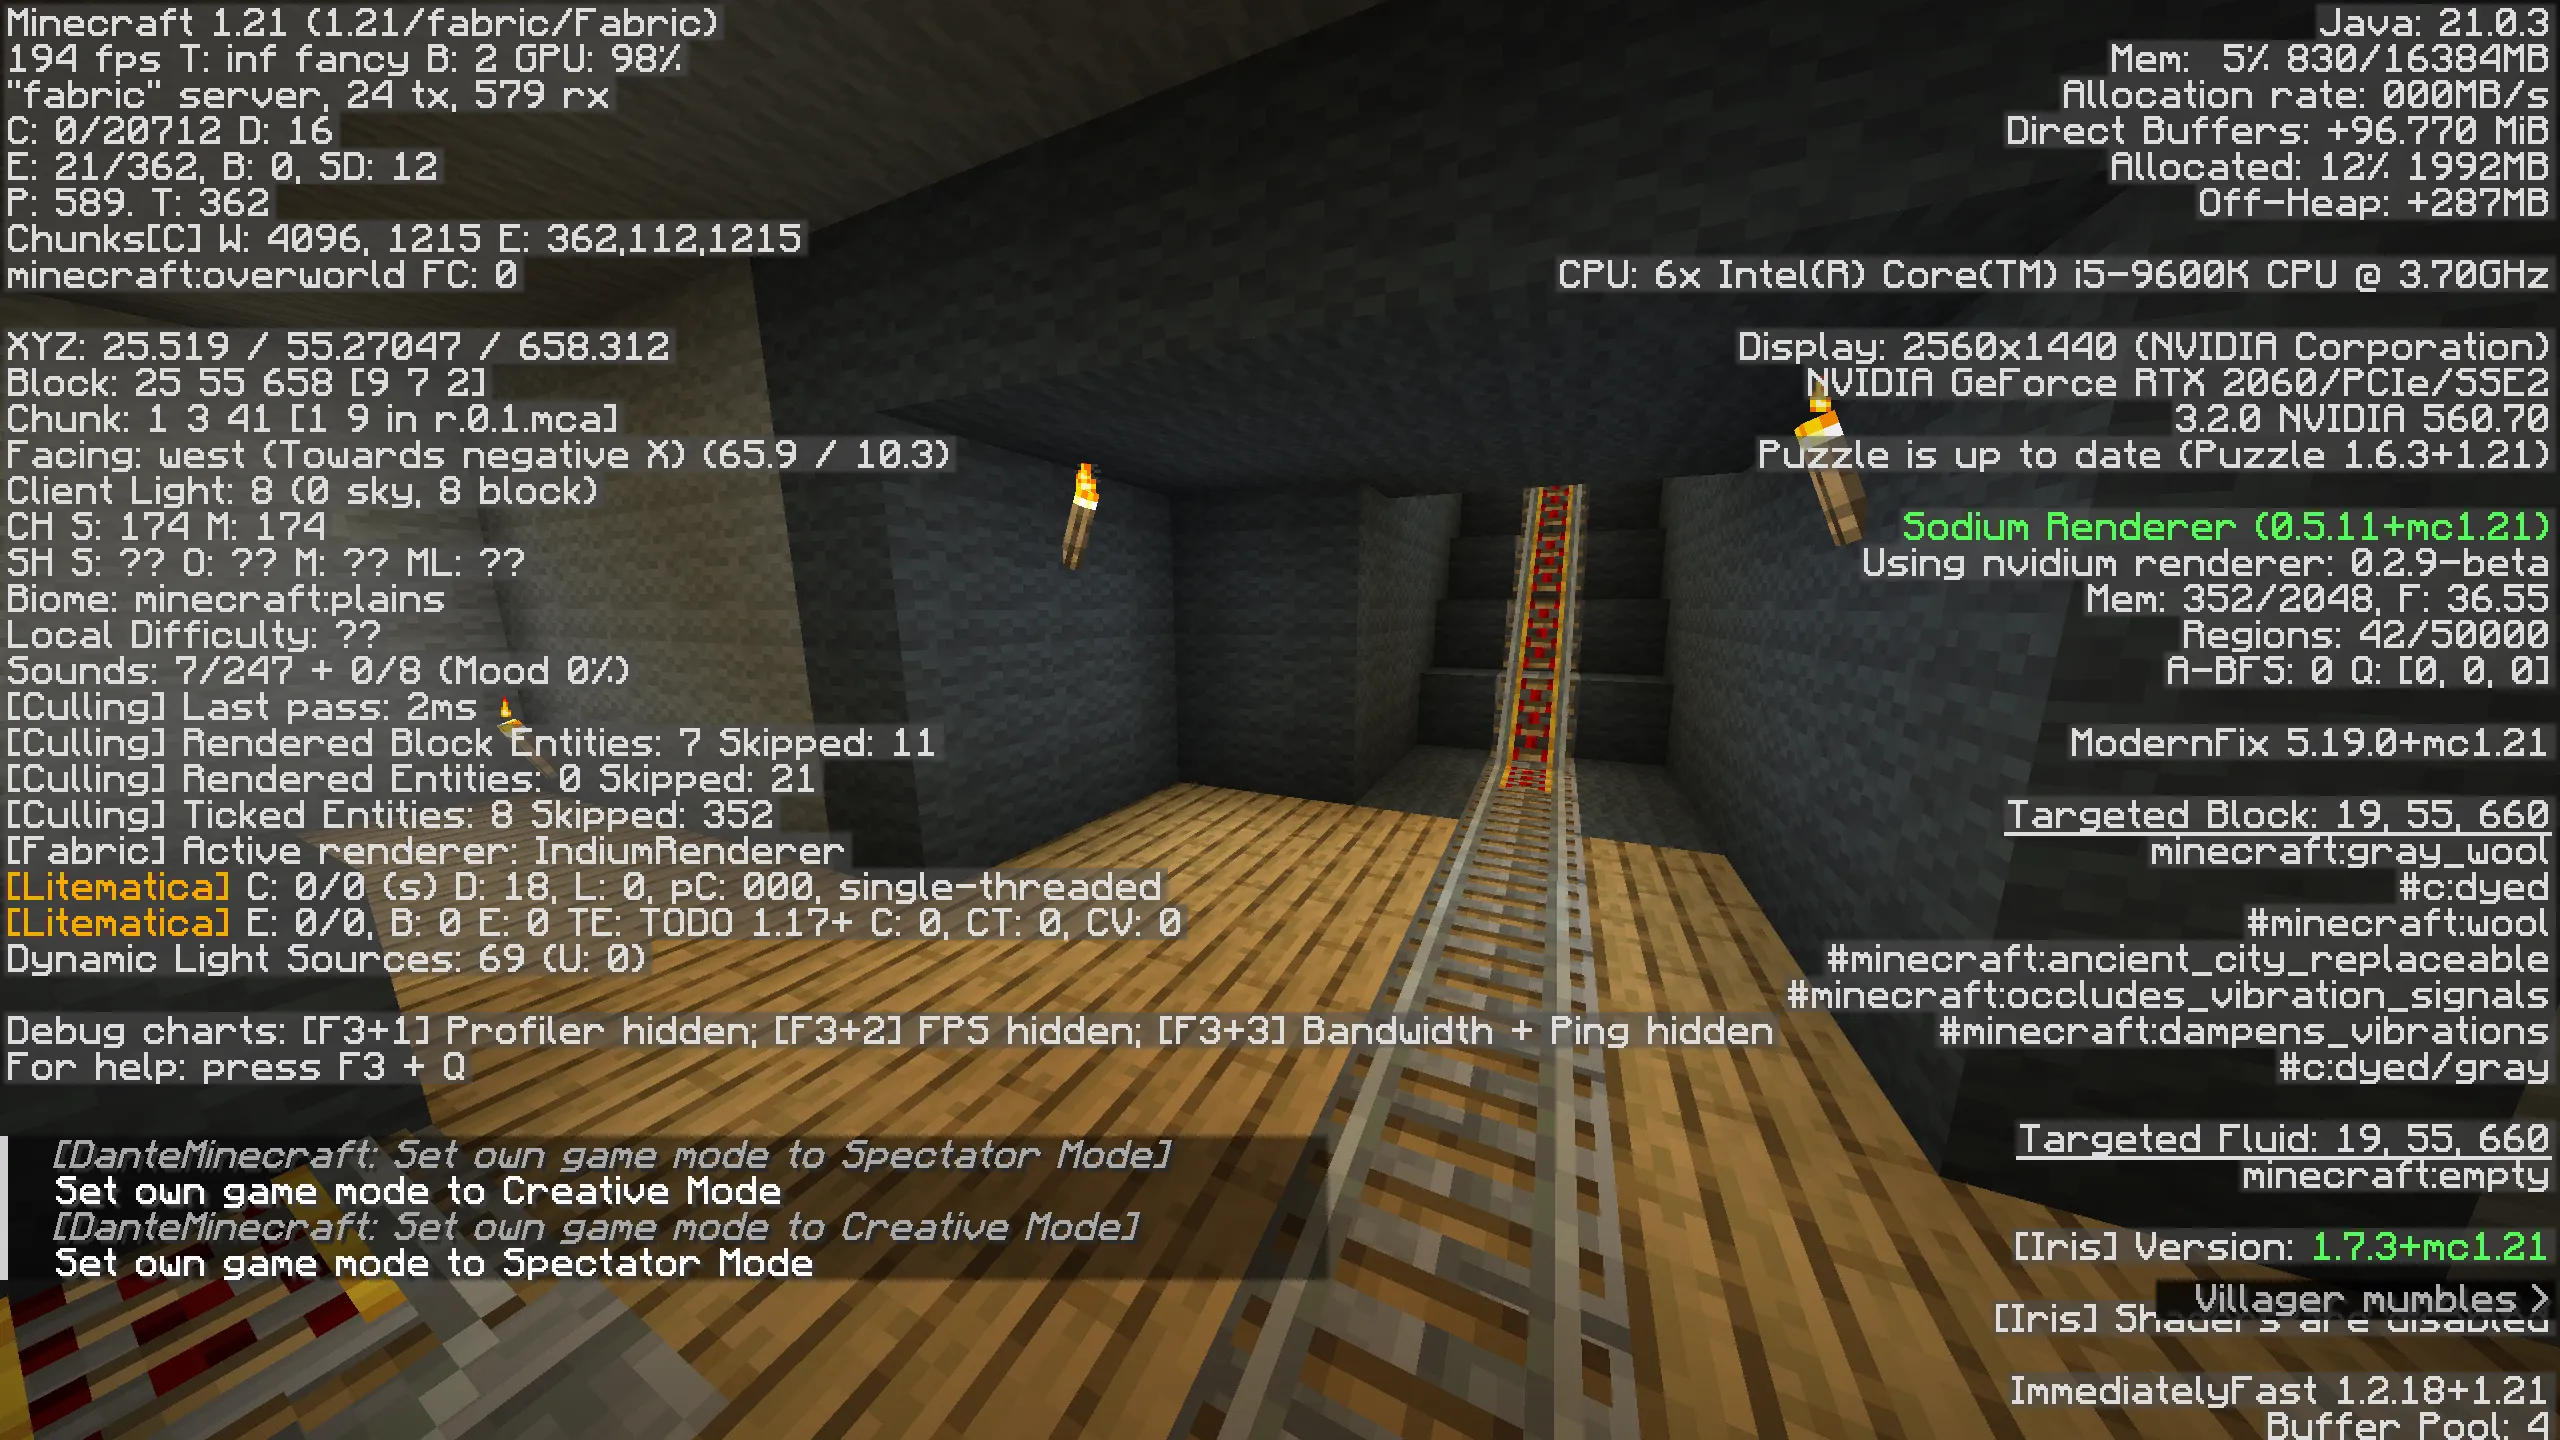 Minecraft 1.21 (1.21/fabric/Fabric)
194 fps T: inf fancy B: 2 GPU: 98%
"fabric" server, 24 tx, 579 rx
C: 0/20712 D: 16
E: 21/362, B: 0, SD: 12
P: 589. T: 362
Chunks[C] W: 4096, 1215 E: 362,112,1215
minecraft:overworld FC: 0
XYZ: 25.519 / 55.27047 / 658.312
Block: 25 55 658 [9 7 2]
Chunk: 1 3 41 [1 9 in r.0.1.mca]
Facing: west (Towards negative X) (65.9 / 10.3)
Client Light: 8 (0 sky, 8 block)
CH S: 174 M: 174
SH S: ?? O: ?? M: ?? ML: ??
Biome: minecraft:plains
Local Difficulty: ??
Sounds: 7/247 + 0/8 (Mood 0%)
[Culling] Last pass: 2ms
[Culling] Rendered Block Entities: 7 Skipped: 11
[Culling] Rendered Entities: 0 Skipped: 21
[Culling] Ticked Entities: 8 Skipped: 352
[Fabric] Active renderer: IndiumRenderer
[Litematica] C: 0/0 (s) D: 18, L: 0, pC: 000, single-threaded
[Litematica] E: 0/0, B: 0 E: 0 TE: TODO 1.17+ C: 0, CT: 0, CV: 0
Dynamic Light Sources: 69 (U: 0)
Debug charts: [F3+1] Profiler hidden; [F3+2] FPS hidden; [F3+3] Bandwidth + Ping hidden
For help: press F3 + Q
[DanteMinecraft: Set own game mode to Spectator Mode]
Set own game mode to Creative Mode
[DanteMinecraft: Set own game mode to Creative Mode]
Set own game mode to Spectator Mode
Java: 21.0.3
Mem: 5% 830/16384MB
Allocation rate: 000MB/s
Direct Buffers: +96.770 MiB
Allocated: 12% 1992MB
Off-Heap: +287MB
CPU: 6x Intel(R) Core(TM) i5-9600K CPU @ 3.70GHz
Display: 2560x1440 (NVIDIA Corporation)
NVIDIA GeForce RTX 2060/PCIe/SSE2
3.2.0 NVIDIA 560.70
Puzzle is up to date (Puzzle 1.6.3+1.21)
Sodium Renderer (0.5.11+mc1.21)
Using nvidium renderer: 0.2.9-beta
Mem: 352/2048, F: 36.55
Regions: 42/50000
A-BFS: 0 Q: [0, 0, 0]
ModernFix 5.19.0+mc1.21
Targeted Block: 19, 55, 660
minecraft:gray_wool
#c:dyed
#minecraft:wool
#minecraft:ancient_city_replaceable
#minecraft:occludes_vibration_signals
#minecraft:dampens_vibrations
#c:dyed/gray
Targeted Fluid: 19, 55, 660
minecraft:empty
[Iris] Version: 1.7.3+mc1.21
Villager mumbles >
[Iris] Shaders are disabled
ImmediatelyFast 1.2.18+1.21
Buffer Pool: 4